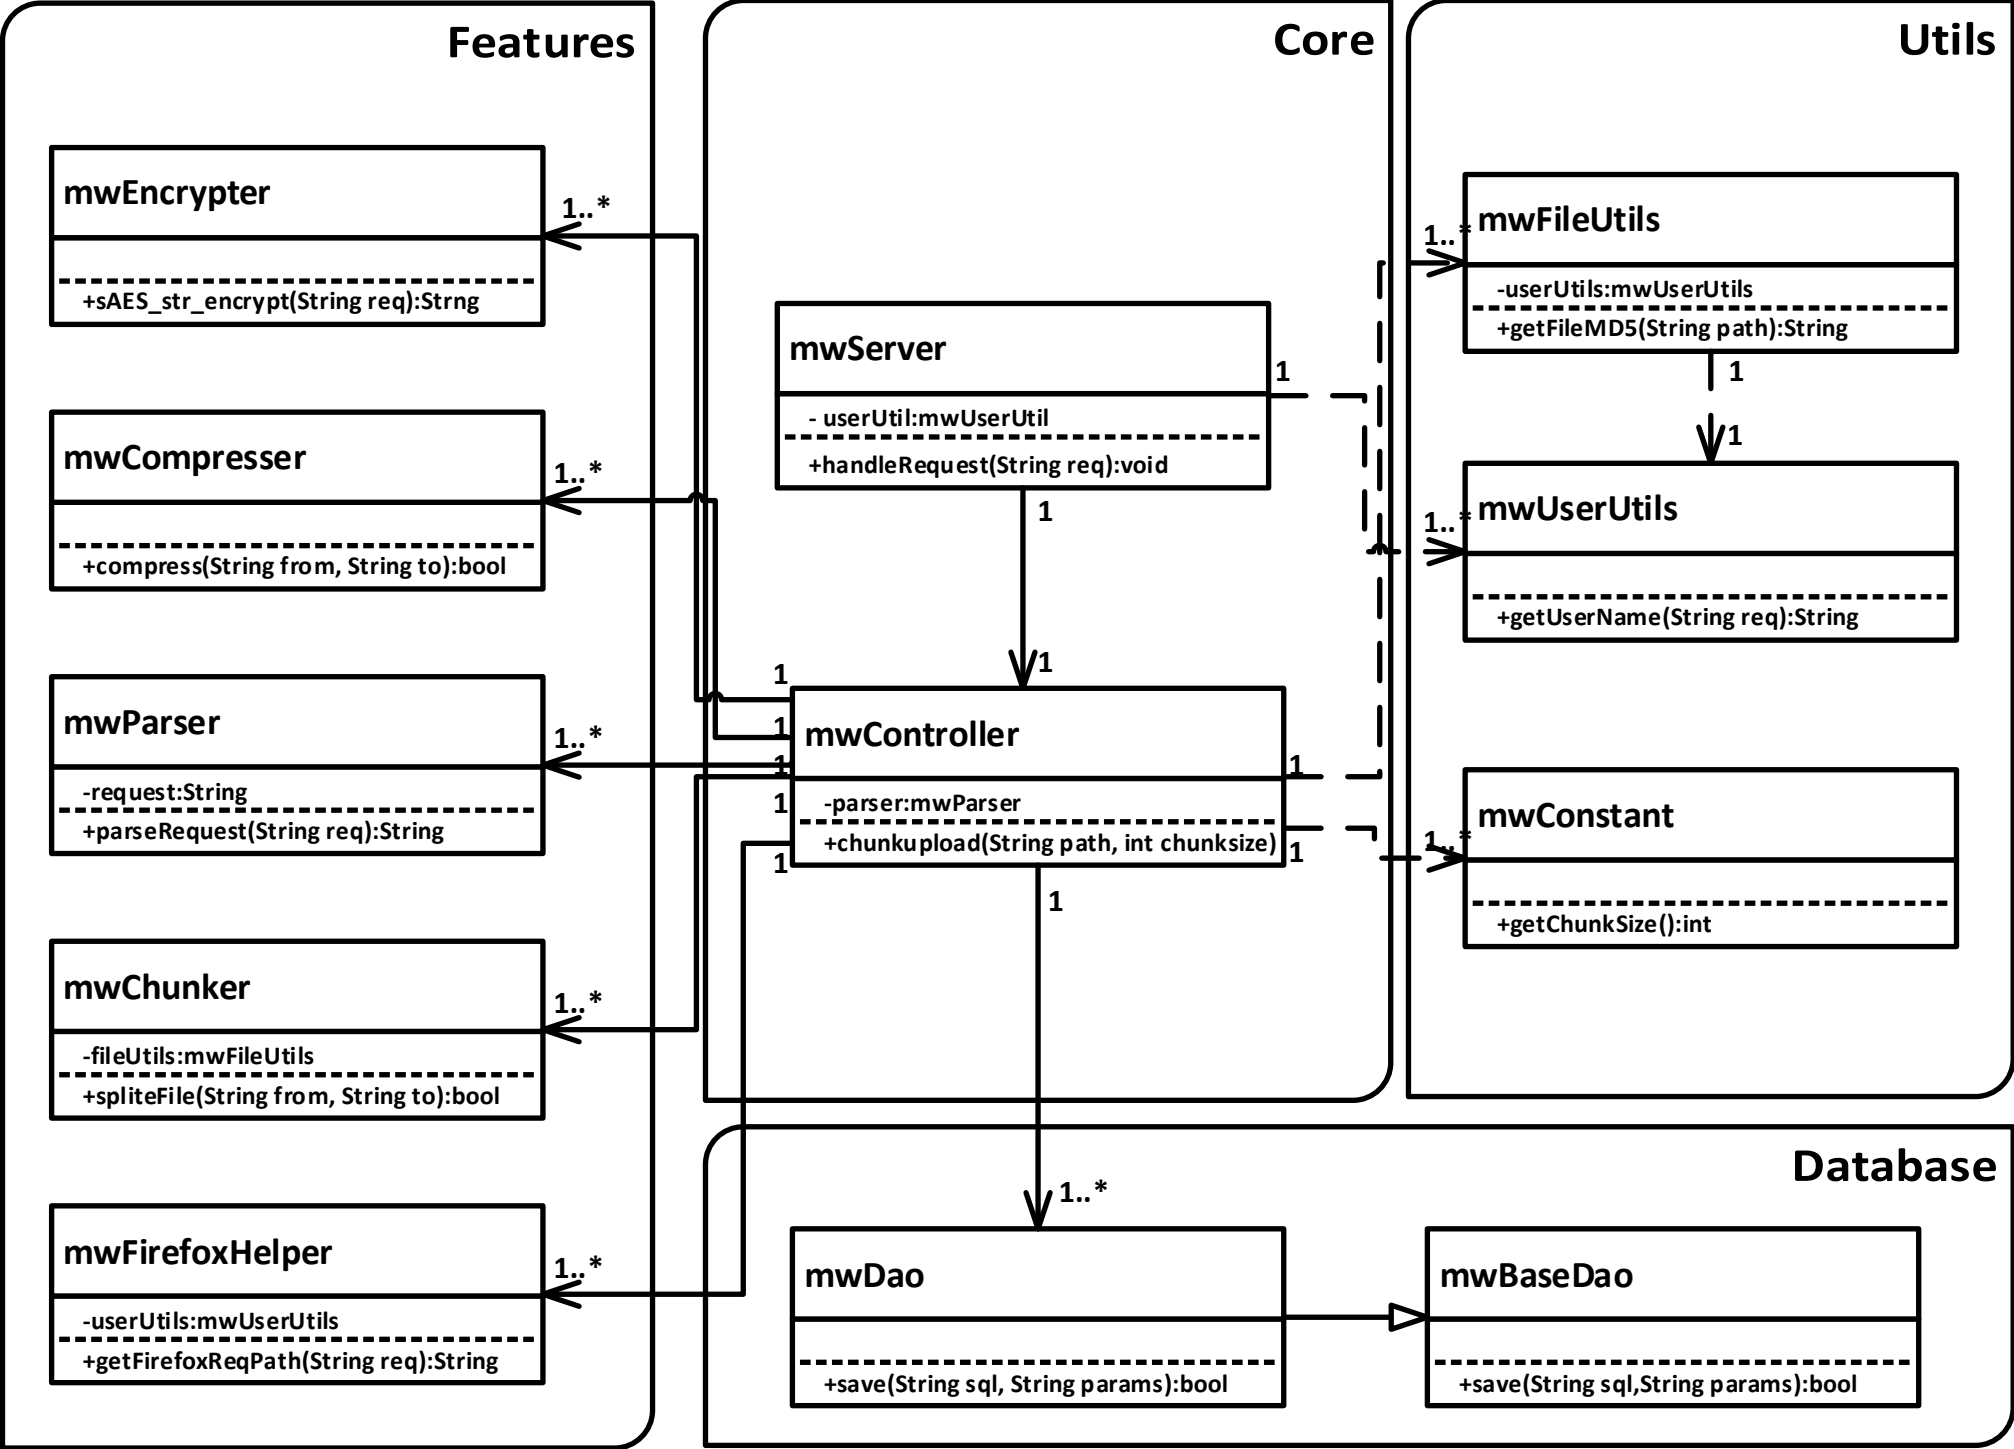 Features
mwEncrypter
+sAES_str_encrypt(String req):Strng
1..*
mwCompresser
+compress(String from, String to):bool
1..*
mwParser
-request:String
+parseRequest(String req):String
1..*
mwChunker
-fileUtils:mwFileUtils
+spliteFile(String from, String to):bool
1..*
mwFirefoxHelper
-userUtils:mwUserUtils
+getFirefoxReqPath(String req):String
1..*
Core
mwServer
- userUtil:mwUserUtil
+handleRequest(String req):void
1
1
1
1
1
1
1
1
mwController
-parser:mwParser
+chunkupload(String path, int chunksize)
1
1
1
1..*
Utils
mwFileUtils
-userUtils:mwUserUtils
+getFileMD5(String path):String
1..*
1
1
mwUserUtils
+getUserName(String req):String
1..*
mwConstant
+getChunkSize():int
1..*
Database
mwDao
+save(String sql, String params):bool
mwBaseDao
+save(String sql,String params):bool